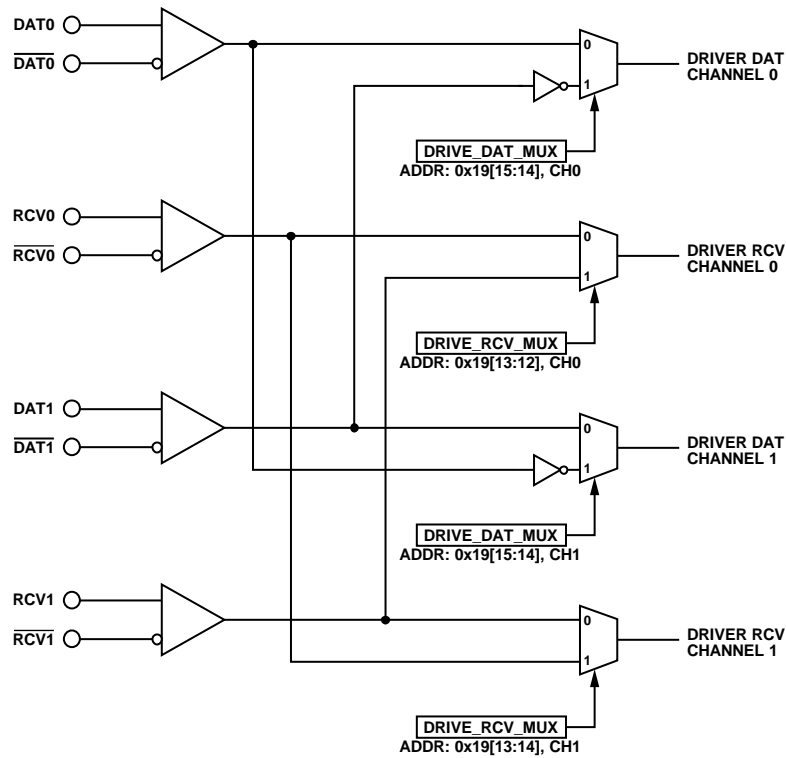 DAT0
DAT0
0
1
DRIVER DAT
CHANNEL 0
DRIVE_DAT_MUX
ADDR: 0x19[15:14], CH0
RCV0
RCV0
0
1
DRIVER RCV
CHANNEL 0
DRIVE_RCV_MUX
ADDR: 0x19[13:12], CH0
DAT1
DAT1
0
1
DRIVER DAT
CHANNEL 1
DRIVE_DAT_MUX
ADDR: 0x19[15:14], CH1
RCV1
RCV1
0
1
DRIVER RCV
CHANNEL 1
DRIVE_RCV_MUX
ADDR: 0x19[13:14], CH1